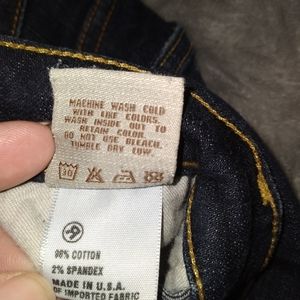 MACHINE WASH COLD
WITH LIKE COLORS.
WASH INSIDE OUT TO
RETAIN COLOR.
DO NOT USE BLEACH.
TUMBLE DRY LOW.
30
98% COTTON
2% SPANDEX
MADE IN U.S.A.
OF IMPORTED FABRIC